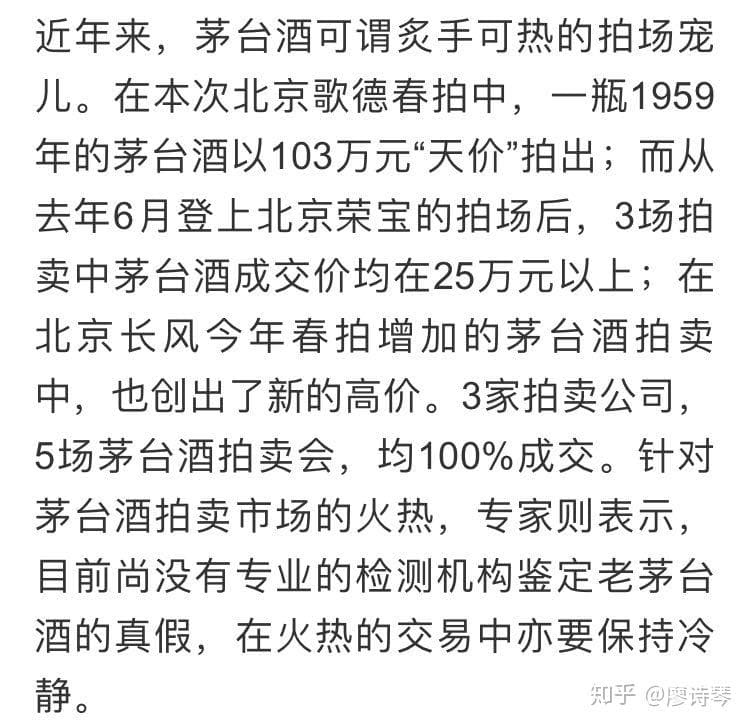 近年来，茅台酒可谓炙手可热的拍场宠
儿。在本次北京歌德春拍中，一瓶1959
年的茅台酒以103万元“天价”拍出；而从
去年6月登上北京荣宝的拍场后，3场拍
卖中茅台酒成交价均在25万元以上；在
北京长风今年春拍增加的茅台酒拍卖
中，也创出了新的高价。3家拍卖公司，
5场茅台酒拍卖会，均100%成交。针对
茅台酒拍卖市场的火热，专家则表示，
目前尚没有专业的检测机构鉴定老茅台
酒的真假，在火热的交易中亦要保持冷
静。
知乎 @廖诗琴